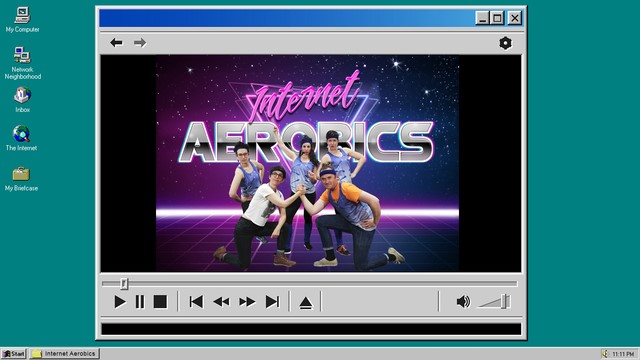 My Computer
Network
Neighborhood
Inbox
The Internet
My Briefcase
Internet
AEROBICS
Start
Internet Aerobics
11:11 PM